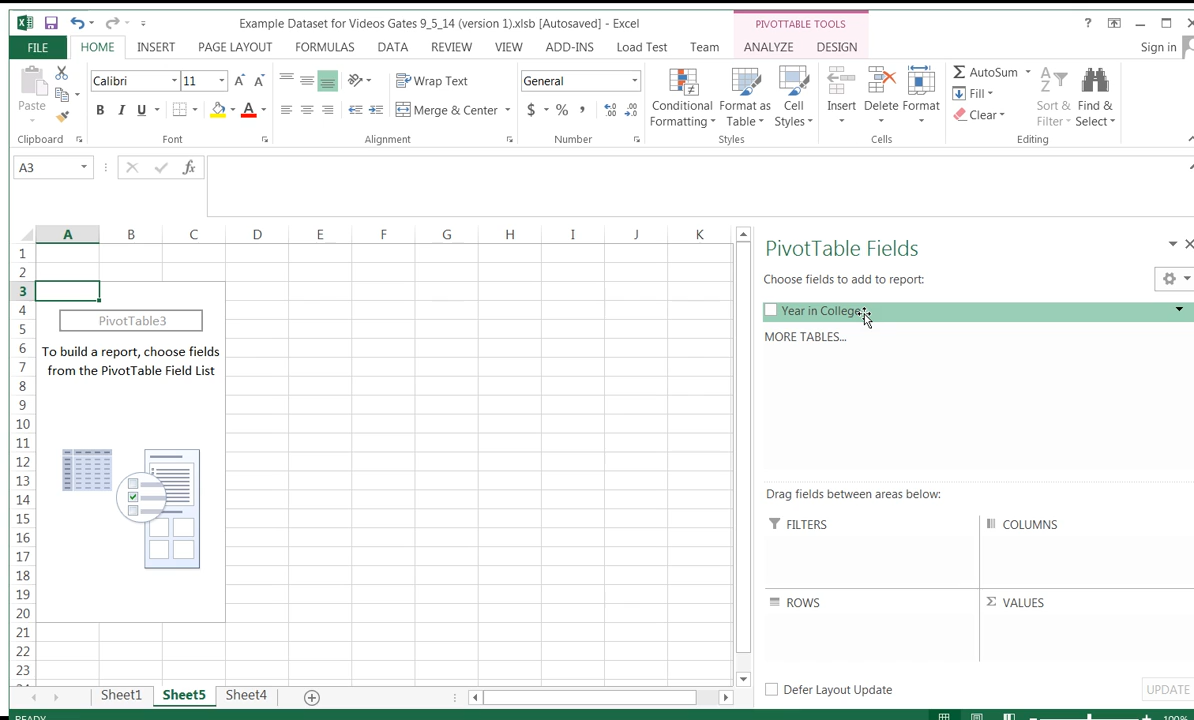 Example Dataset for Videos Gates 9_5_14 (version 1).xlsb [Autosaved] - Excel
PIVOTTABLE TOOLS
?
FILE HOME INSERT PAGE LAYOUT FORMULAS DATA REVIEW VIEW ADD-INS Load Test Team ANALYZE DESIGN Sign in
Paste
Calibri 11
B I U A
Wrap Text
Merge & Center
General
$ % ,
Conditional Formatting
Format as Table
Cell Styles
Insert Delete Format
AutoSum
Fill
Clear
Sort & Filter
Find & Select
Clipboard Font Alignment Number Styles Cells Editing
A3 fx
A B C D E F G H I J K
1
2
3
4
5
6
7
8
9
10
11
12
13
14
15
16
17
18
19
20
21
22
23
PivotTable3
To build a report, choose fields
from the PivotTable Field List
PivotTable Fields
Choose fields to add to report:
Year in College
MORE TABLES...
Drag fields between areas below:
FILTERS COLUMNS
ROWS Σ VALUES
Defer Layout Update UPDATE
Sheet1 Sheet5 Sheet4
READY 100%